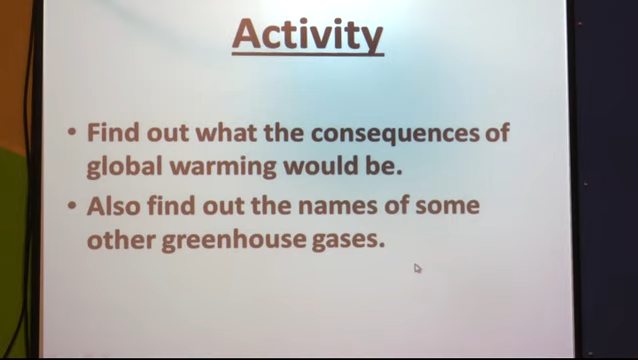 Activity
• Find out what the consequences of
global warming would be.
• Also find out the names of some
other greenhouse gases.